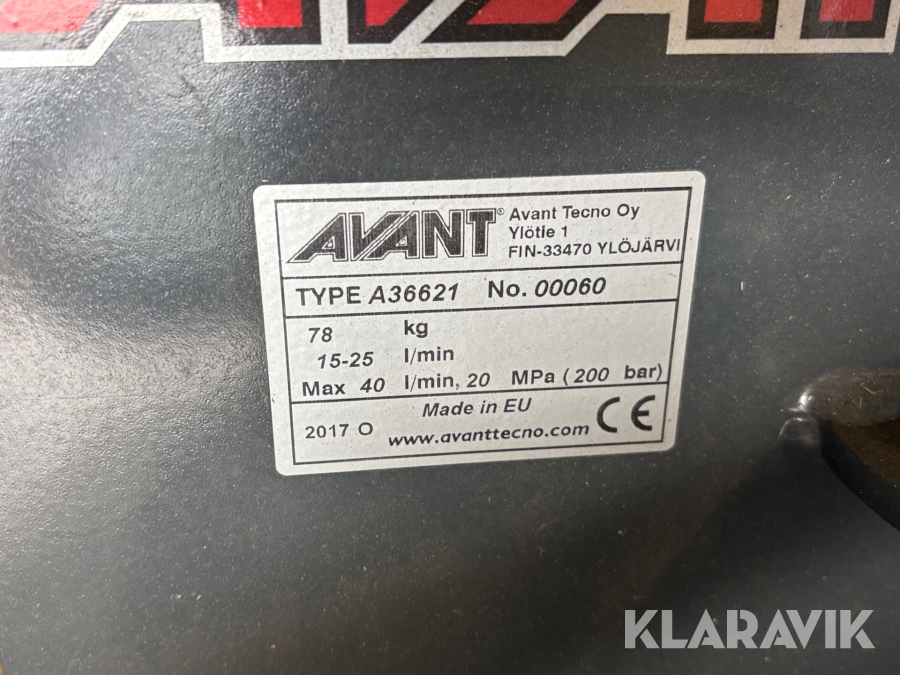 AVANT
AVANT® Avant Tecno Oy
Ylötie 1
FIN-33470 YLÖJÄRVI
TYPE A36621 No. 00060
78 kg
15-25 l/min
Max 40 l/min, 20 MPa (200 bar)
Made in EU
2017 O www.avanttecno.com CE
KLARAVIK